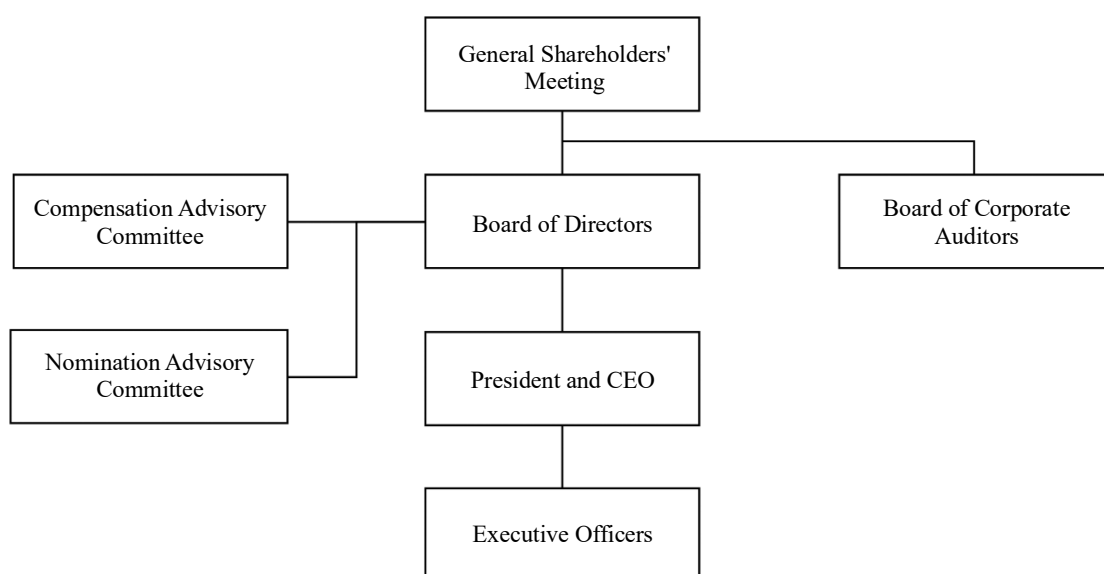 General Shareholders'
Meeting
Compensation Advisory
Committee
Board of Directors
Board of Corporate
Auditors
Nomination Advisory
Committee
President and CEO
Executive Officers